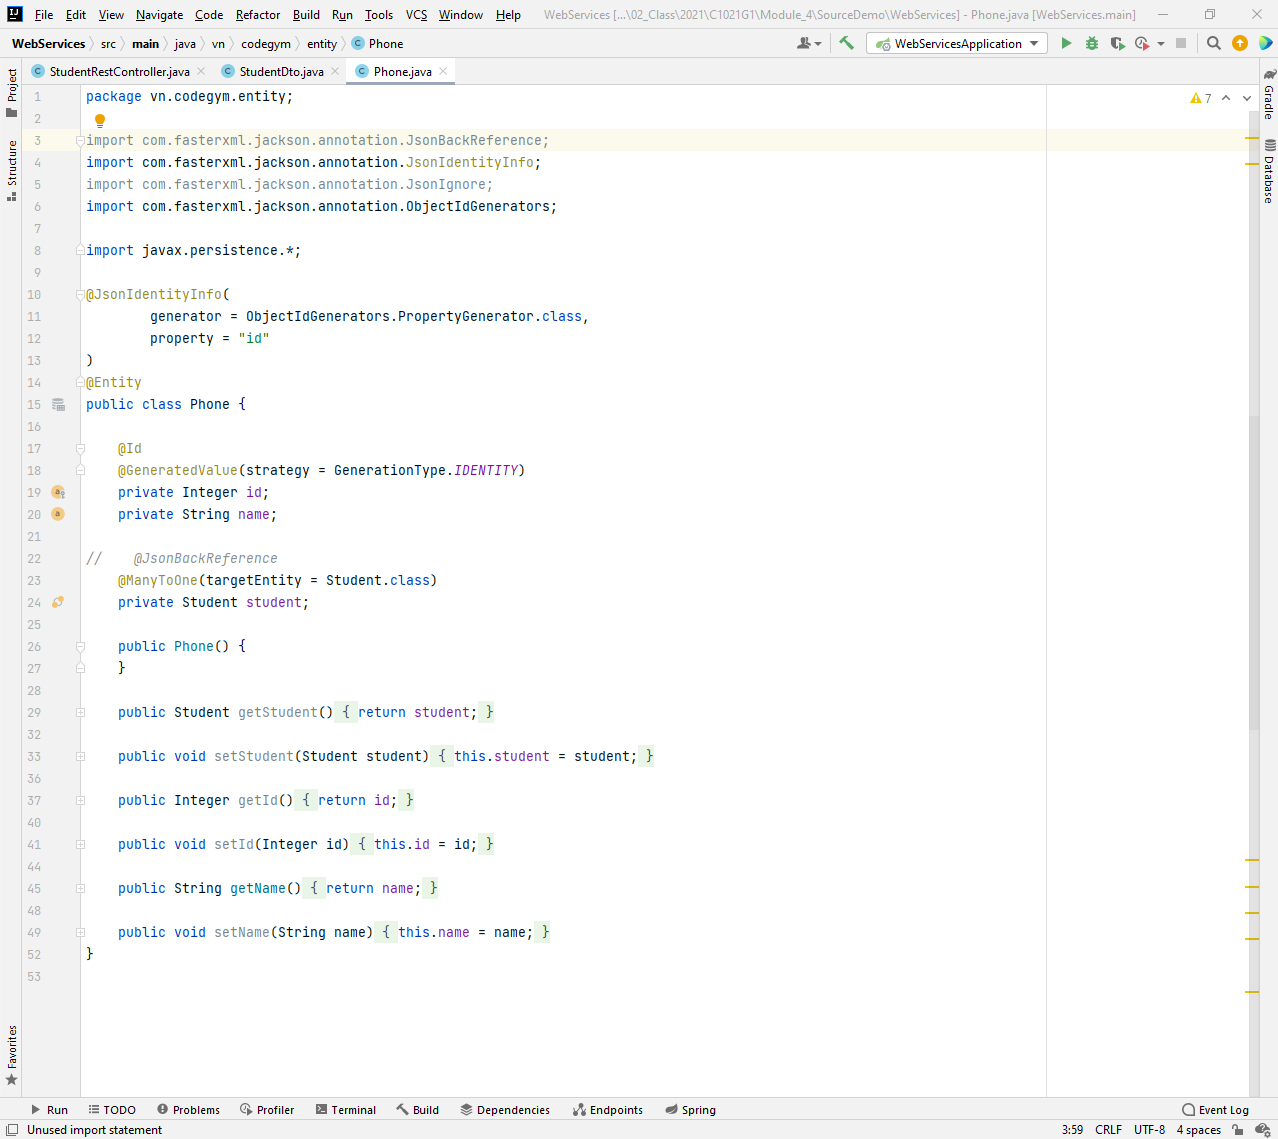 File Edit View Navigate Code Refactor Build Run Tools VCS Window Help WebServices [...\02_Class\2021\C1021G1\Module_4\SourceDemo\WebServices] - Phone.java [WebServices.main]
WebServices src main java vn codegym entity Phone WebServicesApplication
StudentRestController.java StudentDto.java Phone.java
Project
Structure
Favorites
Gradle
Database
7
1 package vn.codegym.entity;
2
3 import com.fasterxml.jackson.annotation.JsonBackReference;
4 import com.fasterxml.jackson.annotation.JsonIdentityInfo;
5 import com.fasterxml.jackson.annotation.JsonIgnore;
6 import com.fasterxml.jackson.annotation.ObjectIdGenerators;
7
8 import javax.persistence.*;
9
10 @JsonIdentityInfo(
11 generator = ObjectIdGenerators.PropertyGenerator.class,
12 property = "id"
13 )
14 @Entity
15 public class Phone {
16
17 @Id
18 @GeneratedValue(strategy = GenerationType.IDENTITY)
19 private Integer id;
20 private String name;
21
22 // @JsonBackReference
23 @ManyToOne(targetEntity = Student.class)
24 private Student student;
25
26 public Phone() {
27 }
28
29 public Student getStudent() { return student; }
32
33 public void setStudent(Student student) { this.student = student; }
36
37 public Integer getId() { return id; }
40
41 public void setId(Integer id) { this.id = id; }
44
45 public String getName() { return name; }
48
49 public void setName(String name) { this.name = name; }
52 }
53
Run TODO Problems Profiler Terminal Build Dependencies Endpoints Spring Event Log
Unused import statement 3:59 CRLF UTF-8 4 spaces